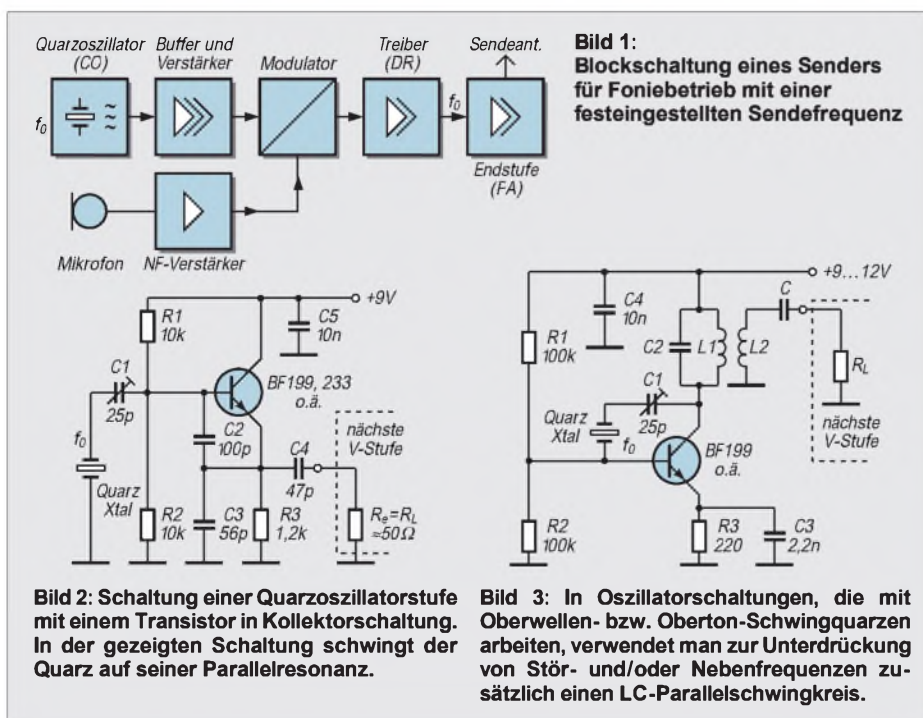 Quarzoszillator
(CO)
Buffer und
Verstärker
Modulator
Treiber
(DR)
Sendeant.
f0
f0
Endstufe
(FA)
Mikrofon
NF-Verstärker
Bild 1:
Blockschaltung eines Senders
für Foniebetrieb mit einer
festeingestellten Sendefrequenz
+9V
R1
10k
C5
10n
C1
25p
BF199, 233
o.ä.
f0
C2
100p
nächste
V-Stufe
C4
47p
Quarz
Xtal
R2
10k
C3
56p
R3
1,2k
Re=RL
≈50Ω
Bild 2: Schaltung einer Quarzoszillatorstufe
mit einem Transistor in Kollektorschaltung.
In der gezeigten Schaltung schwingt der
Quarz auf seiner Parallelresonanz.
+9...12V
C4
10n
C
R1
100k
C2
L1
L2
RL
C1
25p
Quarz
Xtal
f0
nächste
V-Stufe
BF199
o.ä.
R2
100k
R3
220
C3
2,2n
Bild 3: In Oszillatorschaltungen, die mit
Oberwellen- bzw. Oberton-Schwingquarzen
arbeiten, verwendet man zur Unterdrückung
von Stör- und/oder Nebenfrequenzen zu-
sätzlich einen LC-Parallelschwingkreis.